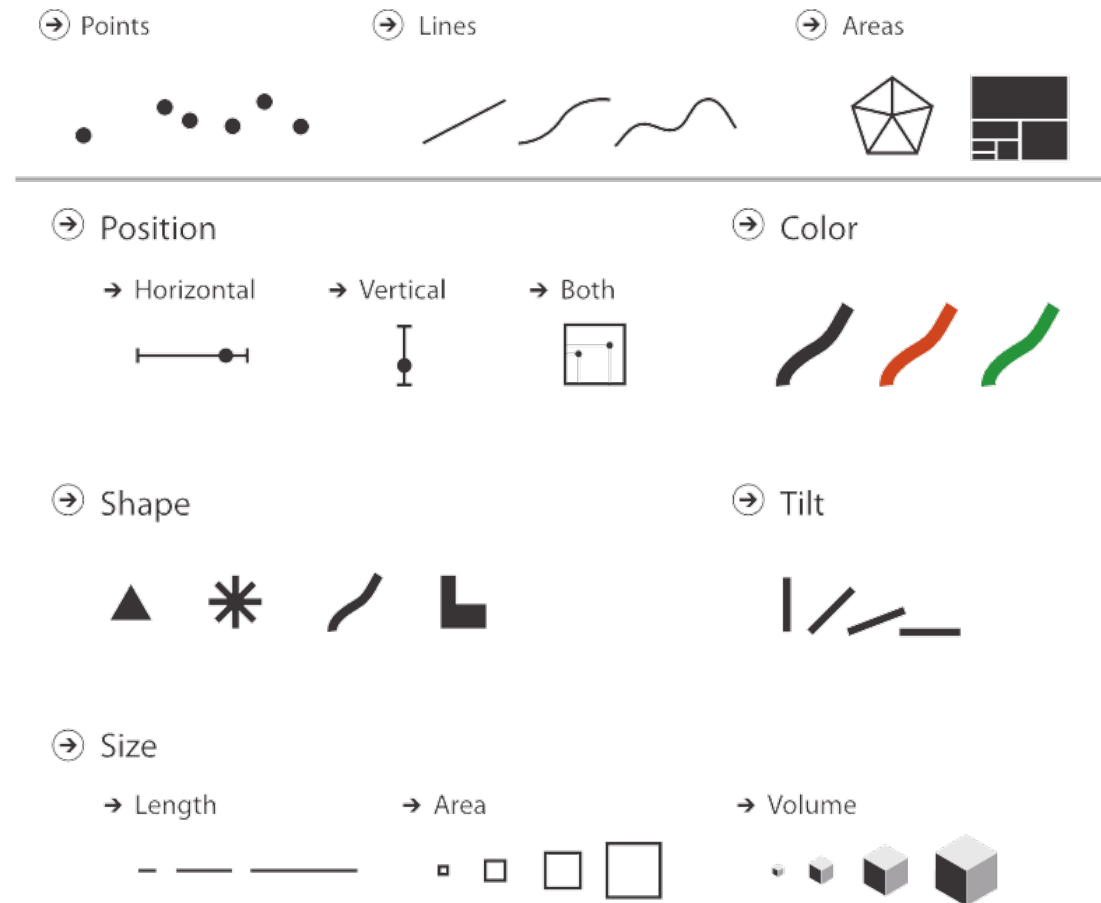 Points
Lines
Areas
Position
Color
Horizontal
Vertical
Both
Shape
Tilt
Size
Length
Area
Volume